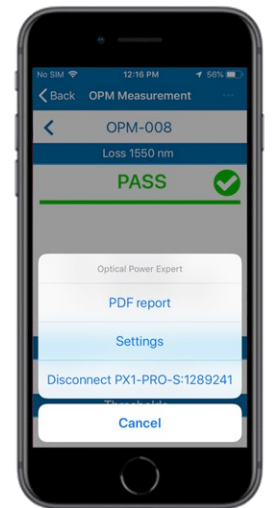 No SIM 12:16 PM 56%
Back OPM Measurement ...
OPM-008
Loss 1550 nm
PASS
Optical Power Expert
PDF report
Settings
Disconnect PX1-PRO-S:1289241
Thresholds
Cancel